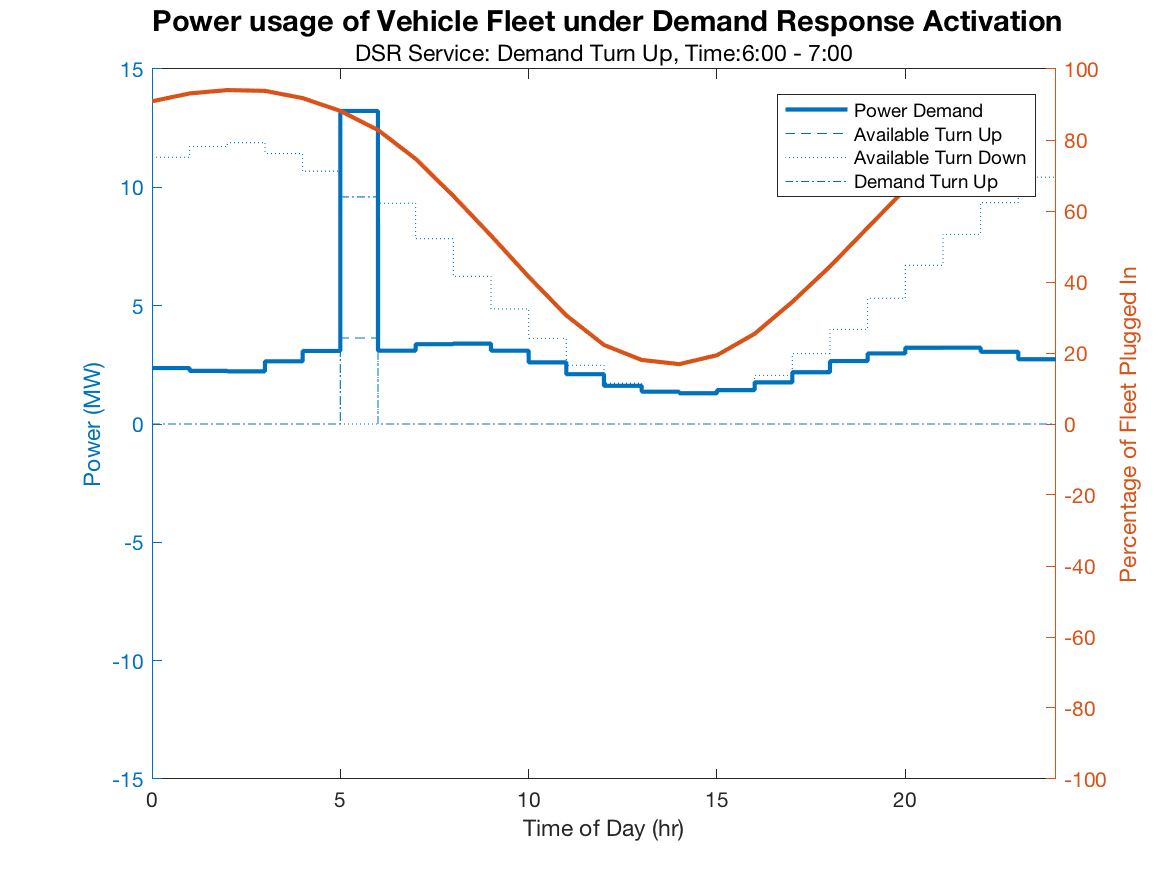 Power usage of Vehicle Fleet under Demand Response Activation
DSR Service: Demand Turn Up, Time:6:00 - 7:00
Power Demand
Available Turn Up
Available Turn Down
Demand Turn Up
15
10
5
0
-5
-10
-15
Power (MW)
100
80
60
40
20
0
-20
-40
-60
-80
-100
Percentage of Fleet Plugged In
0 5 10 15 20
Time of Day (hr)